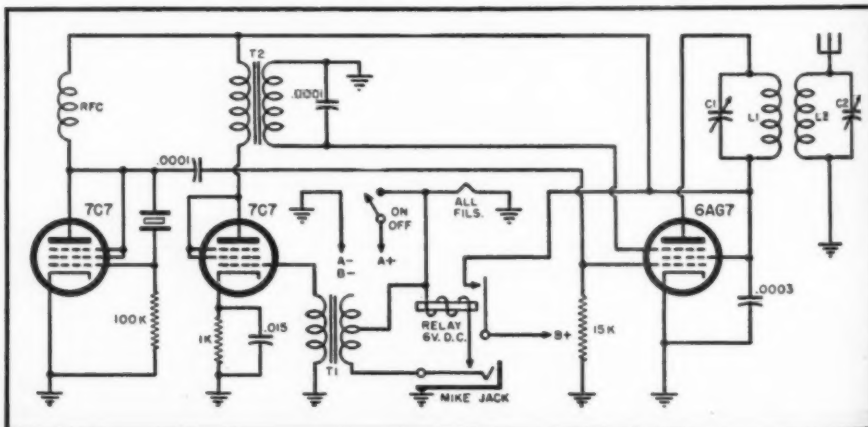 T2
RFC
.0001
C1
L1
L2
C2
.0001
7C7
7C7
ON
OFF
ALL
FILS.
6AG7
A-
B-
A+
100K
1K
.015
T1
RELAY
6V. D.C.
15K
B+
.0003
MIKE JACK